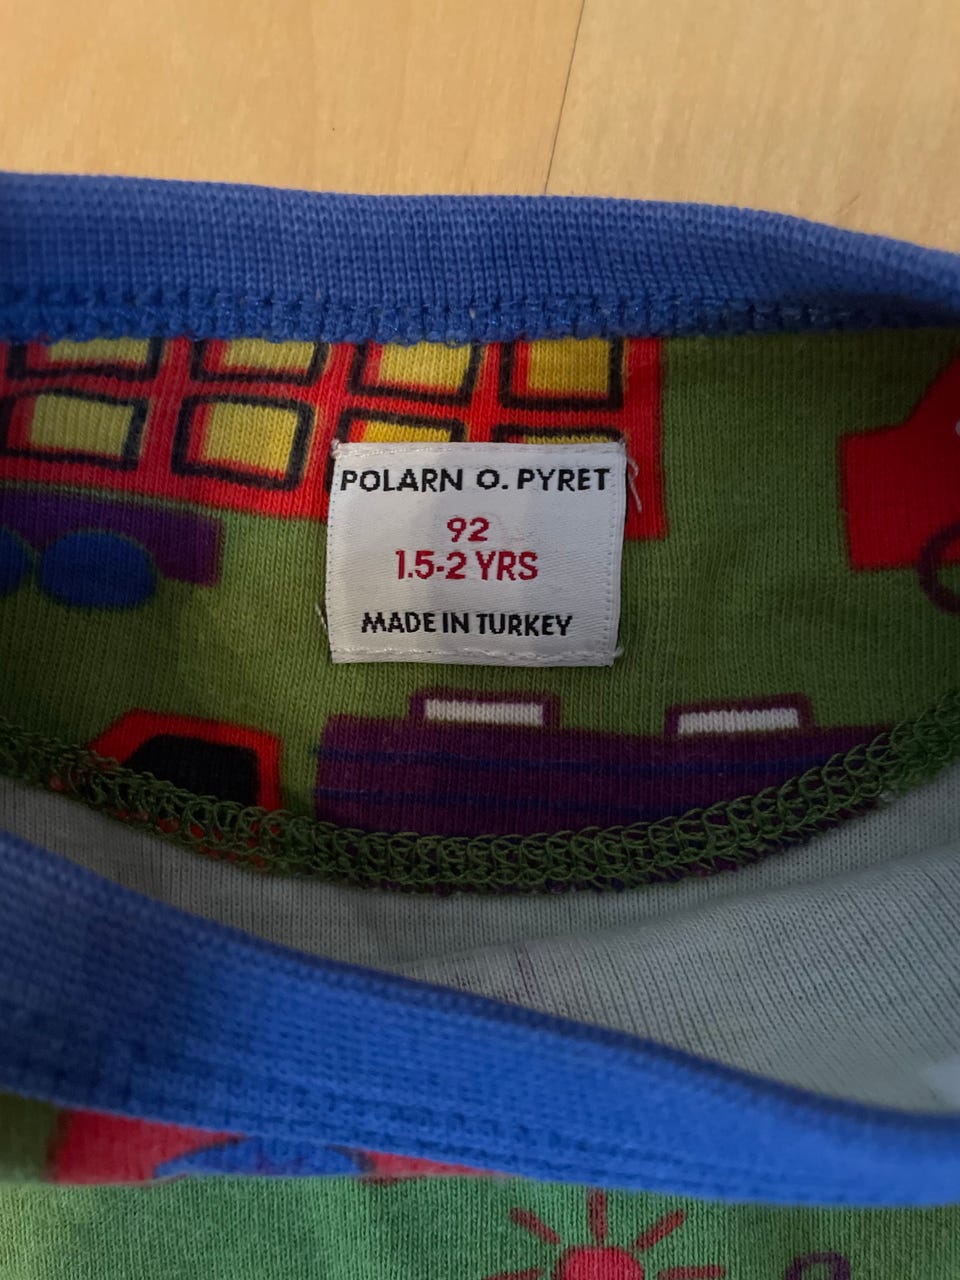 POLARN O. PYRET
92
1.5-2 YRS
MADE IN TURKEY